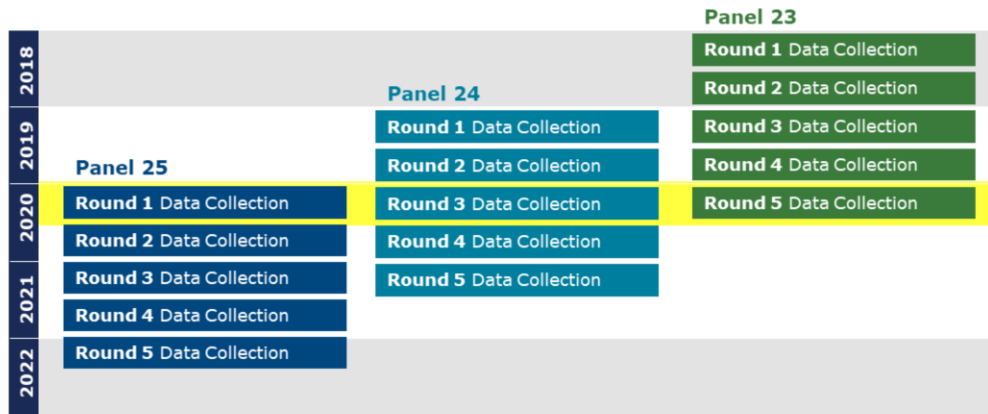 Panel 23
2018
Round 1 Data Collection
Round 2 Data Collection
Panel 24
2019
Round 1 Data Collection
Round 3 Data Collection
Round 2 Data Collection
Round 4 Data Collection
Panel 25
2020
Round 1 Data Collection
Round 3 Data Collection
Round 5 Data Collection
Round 2 Data Collection
Round 4 Data Collection
2021
Round 3 Data Collection
Round 5 Data Collection
Round 4 Data Collection
2022
Round 5 Data Collection